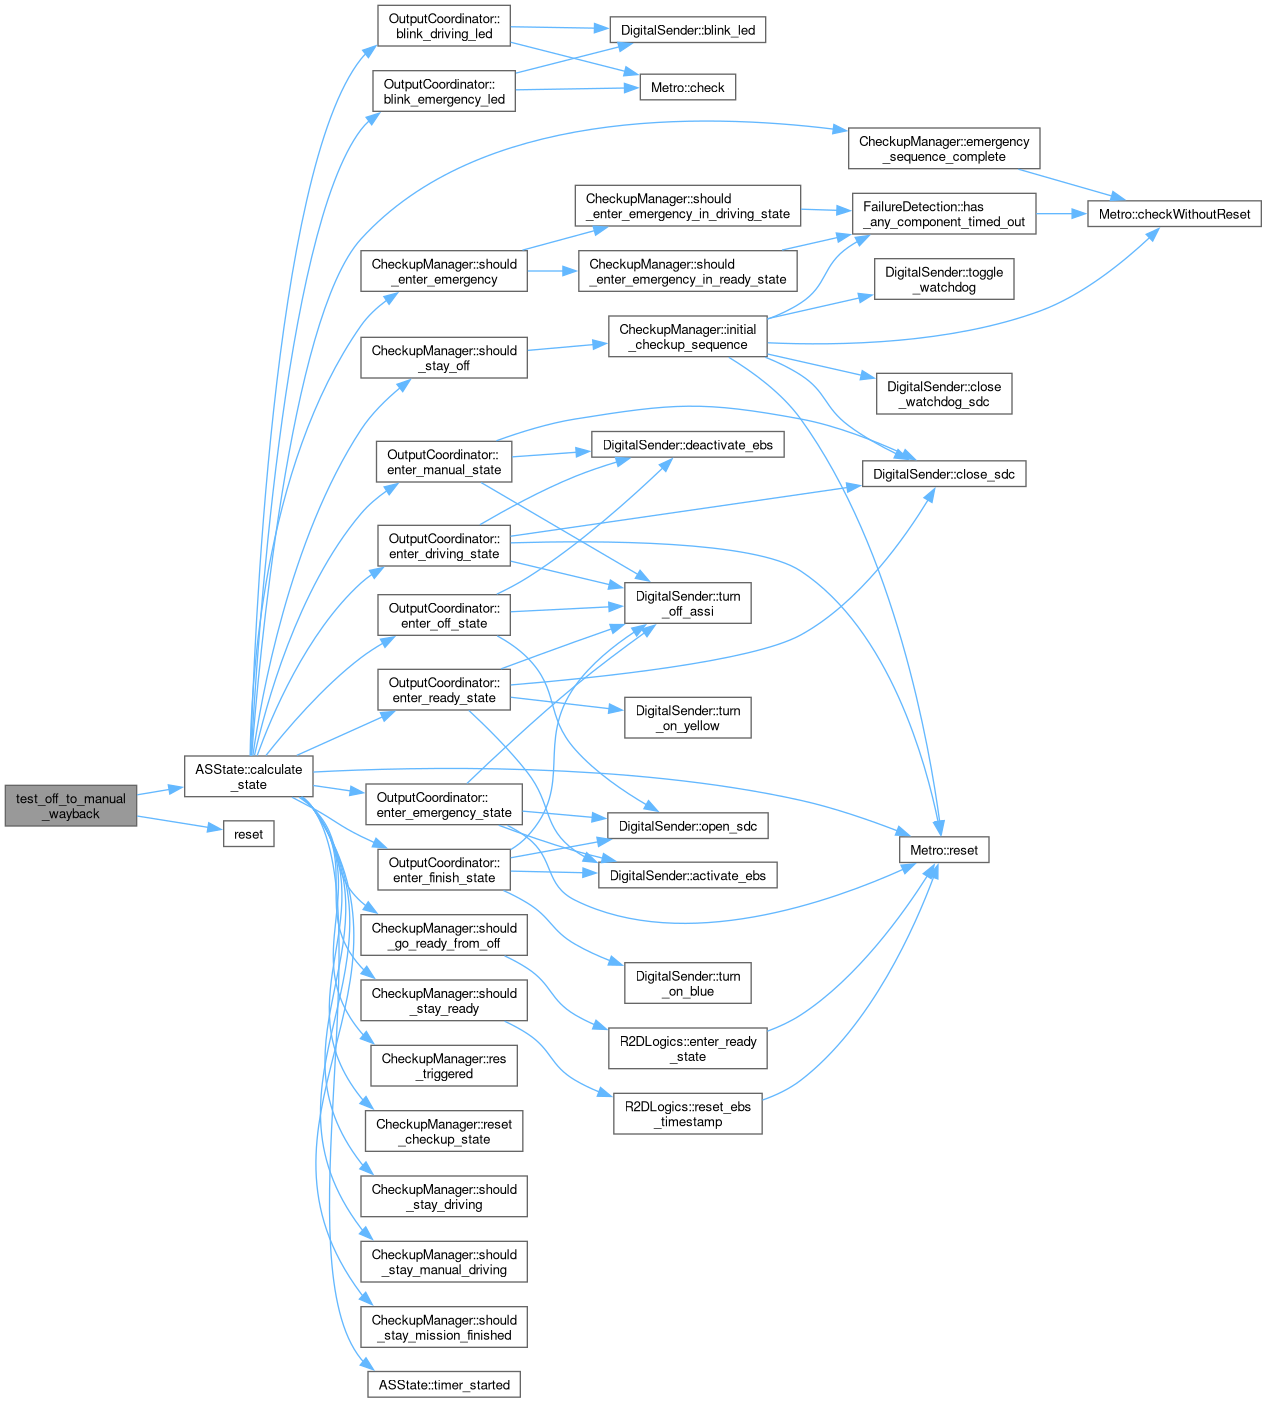 OutputCoordinator::
blink_driving_led
DigitalSender::blink_led
OutputCoordinator::
blink_emergency_led
Metro::check
CheckupManager::emergency
_sequence_complete
CheckupManager::should
_enter_emergency_in_driving_state
FailureDetection::has
_any_component_timed_out
Metro::checkWithoutReset
CheckupManager::should
_enter_emergency
CheckupManager::should
_enter_emergency_in_ready_state
DigitalSender::toggle
_watchdog
CheckupManager::initial
_checkup_sequence
CheckupManager::should
_stay_off
DigitalSender::close
_watchdog_sdc
OutputCoordinator::
enter_manual_state
DigitalSender::deactivate_ebs
DigitalSender::close_sdc
OutputCoordinator::
enter_driving_state
OutputCoordinator::
enter_off_state
DigitalSender::turn
_off_assi
OutputCoordinator::
enter_ready_state
DigitalSender::turn
_on_yellow
ASState::calculate
_state
test_off_to_manual
_wayback
reset
OutputCoordinator::
enter_emergency_state
DigitalSender::open_sdc
Metro::reset
OutputCoordinator::
enter_finish_state
DigitalSender::activate_ebs
CheckupManager::should
_go_ready_from_off
DigitalSender::turn
_on_blue
CheckupManager::should
_stay_ready
R2DLogics::enter_ready
_state
CheckupManager::res
_triggered
R2DLogics::reset_ebs
_timestamp
CheckupManager::reset
_checkup_state
CheckupManager::should
_stay_driving
CheckupManager::should
_stay_manual_driving
CheckupManager::should
_stay_mission_finished
ASState::timer_started